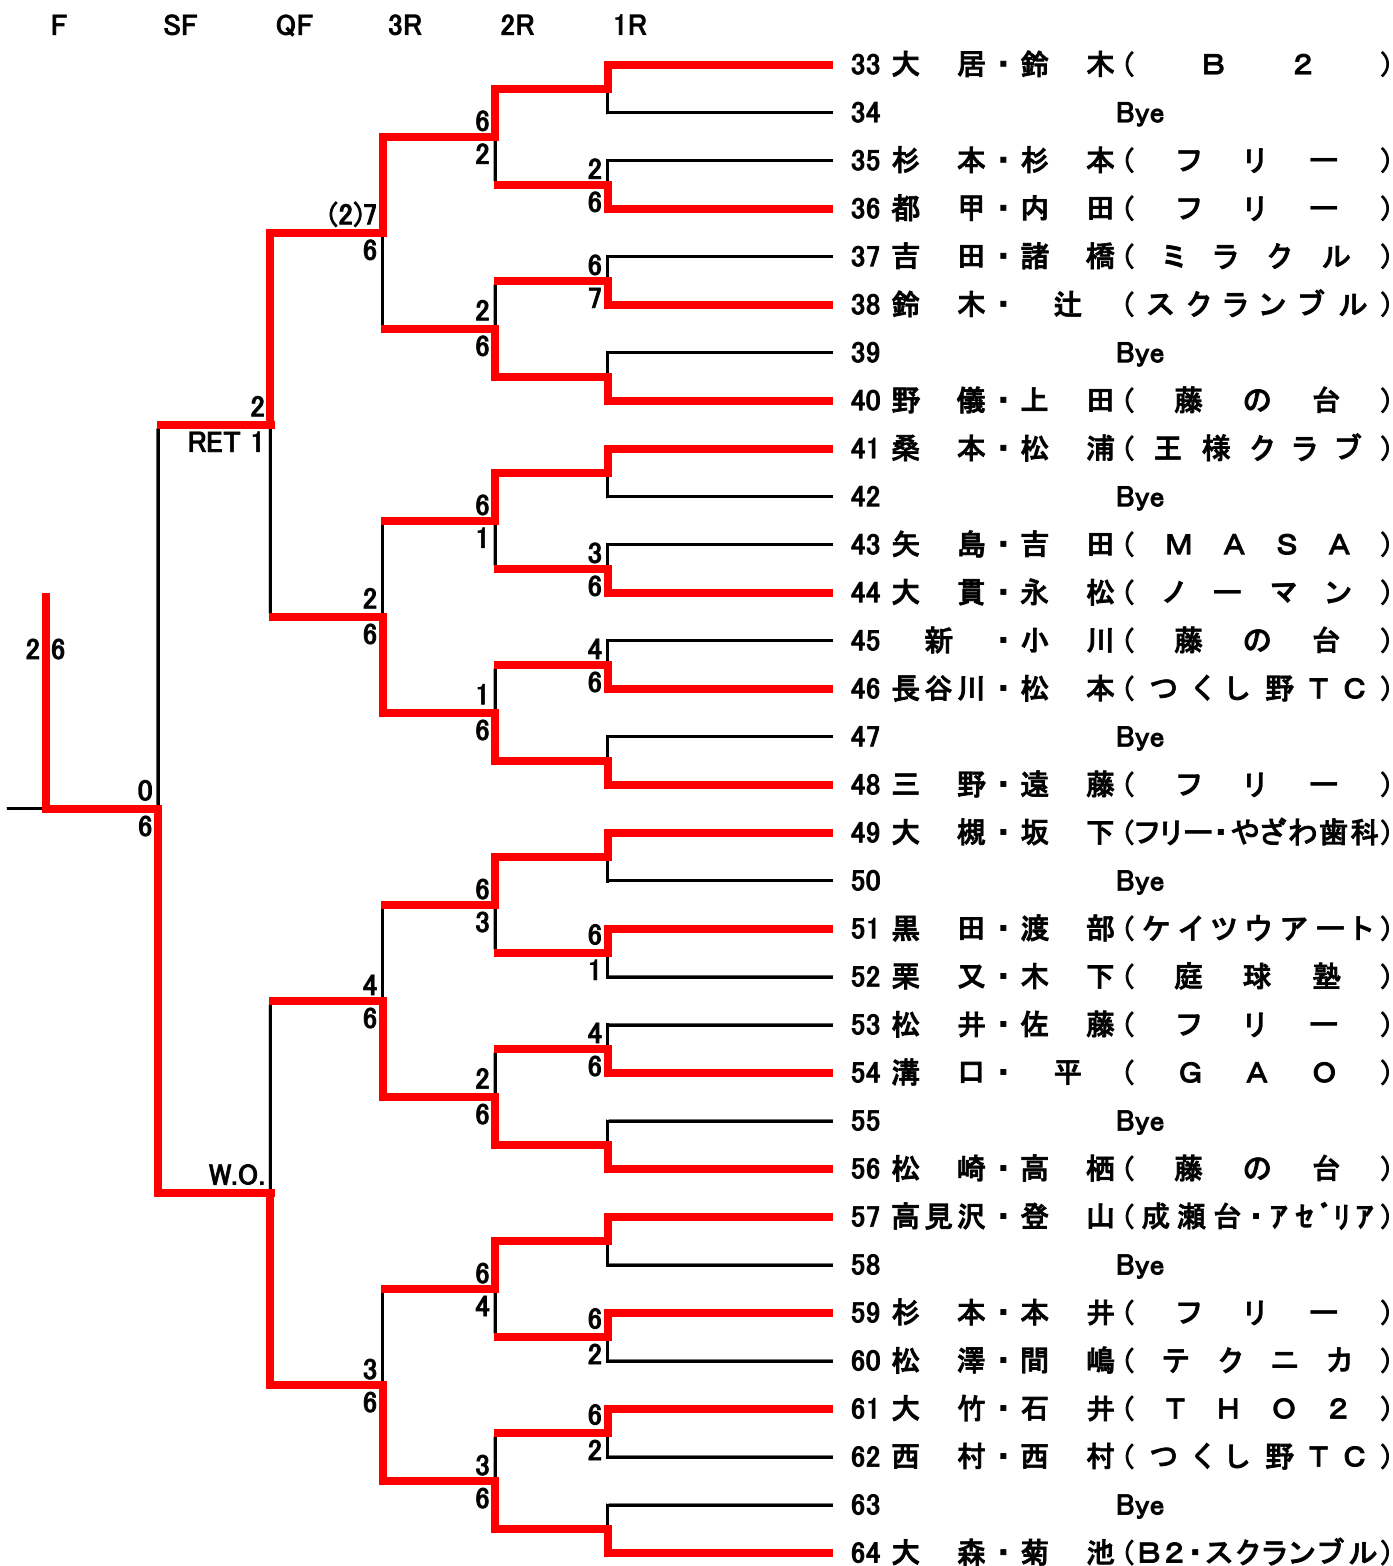 F SF QF 3R 2R 1R
33 大 居・鈴 木 ( B 2 )
34 Bye
6
2
35 杉 本・杉 本 ( フ リ ー )
2
6
36 都 甲・内 田 ( フ リ ー )
(2)7
6
37 吉 田・諸 橋 ( ミ ラ ク ル )
6
7
38 鈴 木・ 辻 ( ス ク ラ ン ブ ル )
2
6
39 Bye
40 野 儀・上 田 ( 藤 の 台 )
2
RET 1
41 桑 本・松 浦 ( 王 様 ク ラ ブ )
42 Bye
6
1
43 矢 島・吉 田 ( M A S A )
3
6
44 大 貫・永 松 ( ノ ー マ ン )
2
6
45 新 ・小 川 ( 藤 の 台 )
2 6
4
6
46 長谷川・松 本 ( つ く し 野 T C )
1
6
47 Bye
48 三 野・遠 藤 ( フ リ ー )
0
6
49 大 槻・坂 下 (フリー・やざわ歯科)
50 Bye
6
3
51 黒 田・渡 部 ( ケ イ ツ ウ ア ー ト )
6
1
52 栗 又・木 下 ( 庭 球 塾 )
4
6
53 松 井・佐 藤 ( フ リ ー )
4
6
54 溝 口・ 平 ( G A O )
2
6
55 Bye
56 松 崎・高 栖 ( 藤 の 台 )
W.O.
57 高見沢・登 山 (成瀬台・アゼリア)
58 Bye
6
4
59 杉 本・本 井 ( フ リ ー )
6
2
60 松 澤・間 嶋 ( テ ク ニ カ )
3
6
61 大 竹・石 井 ( T H O 2 )
6
2
62 西 村・西 村 ( つ く し 野 T C )
3
6
63 Bye
64 大 森・菊 池 (B2・スクランブル)